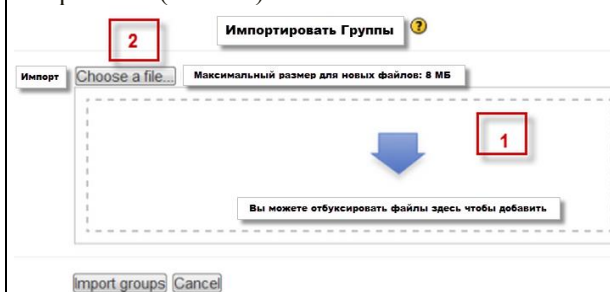 2
Импортировать Группы ?
Импорт
Choose a file...
Максимальный размер для новых файлов: 8 МБ
1
Вы можете отбуксировать файлы здесь чтобы добавить
Import groups
Cancel